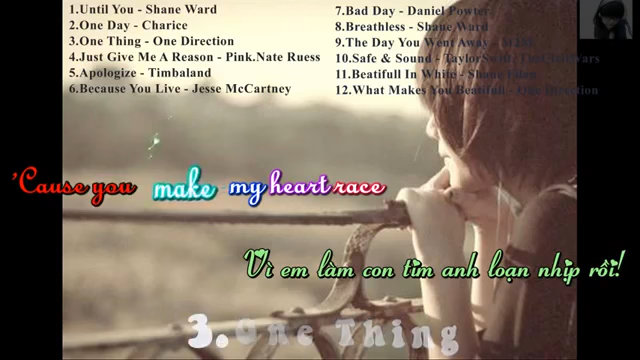 1.Until You - Shane Ward
2.One Day - Charice
3.One Thing - One Direction
4.Just Give Me A Reason - Pink.Nate Ruess
5.Apologize - Timbaland
6.Because You Live - Jesse McCartney
7.Bad Day - Daniel Powter
8.Breathless - Shane Ward
9.The Day You Went Away -
10.Safe & Sound - TaylorSwift
11.Beatifull In White - Shane
12.What Makes You Beatifull - One Direction
'Cause you make my heart race
Vì em làm con tim anh loạn nhịp rồi!
3.One Thing